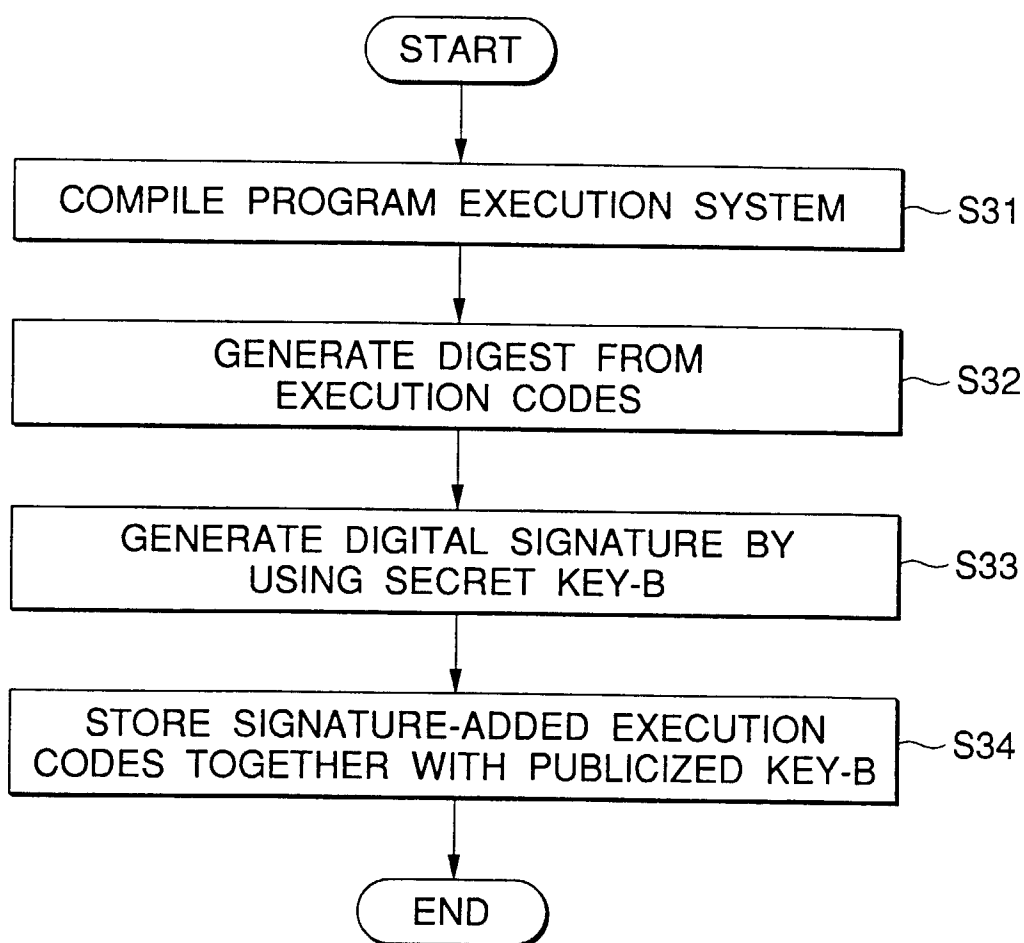 START
COMPILE PROGRAM EXECUTION SYSTEM
S31
GENERATE DIGEST FROM
EXECUTION CODES
S32
GENERATE DIGITAL SIGNATURE BY
USING SECRET KEY-B
S33
STORE SIGNATURE-ADDED EXECUTION
CODES TOGETHER WITH PUBLICIZED KEY-B
S34
END